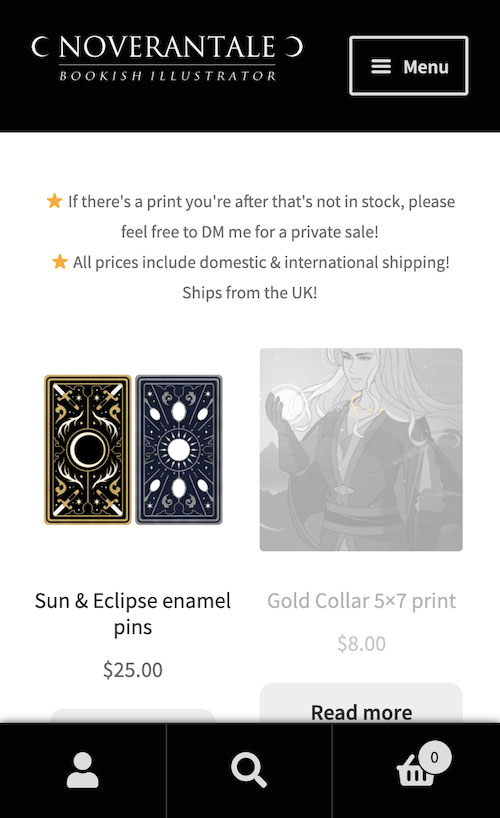 NOVERANTALE
BOOKISH ILLUSTRATOR
Menu
If there's a print you're after that's not in stock, please
feel free to DM me for a private sale!
All prices include domestic & international shipping!
Ships from the UK!
Sun & Eclipse enamel
pins
$25.00
Gold Collar 5×7 print
$8.00
Read more
0